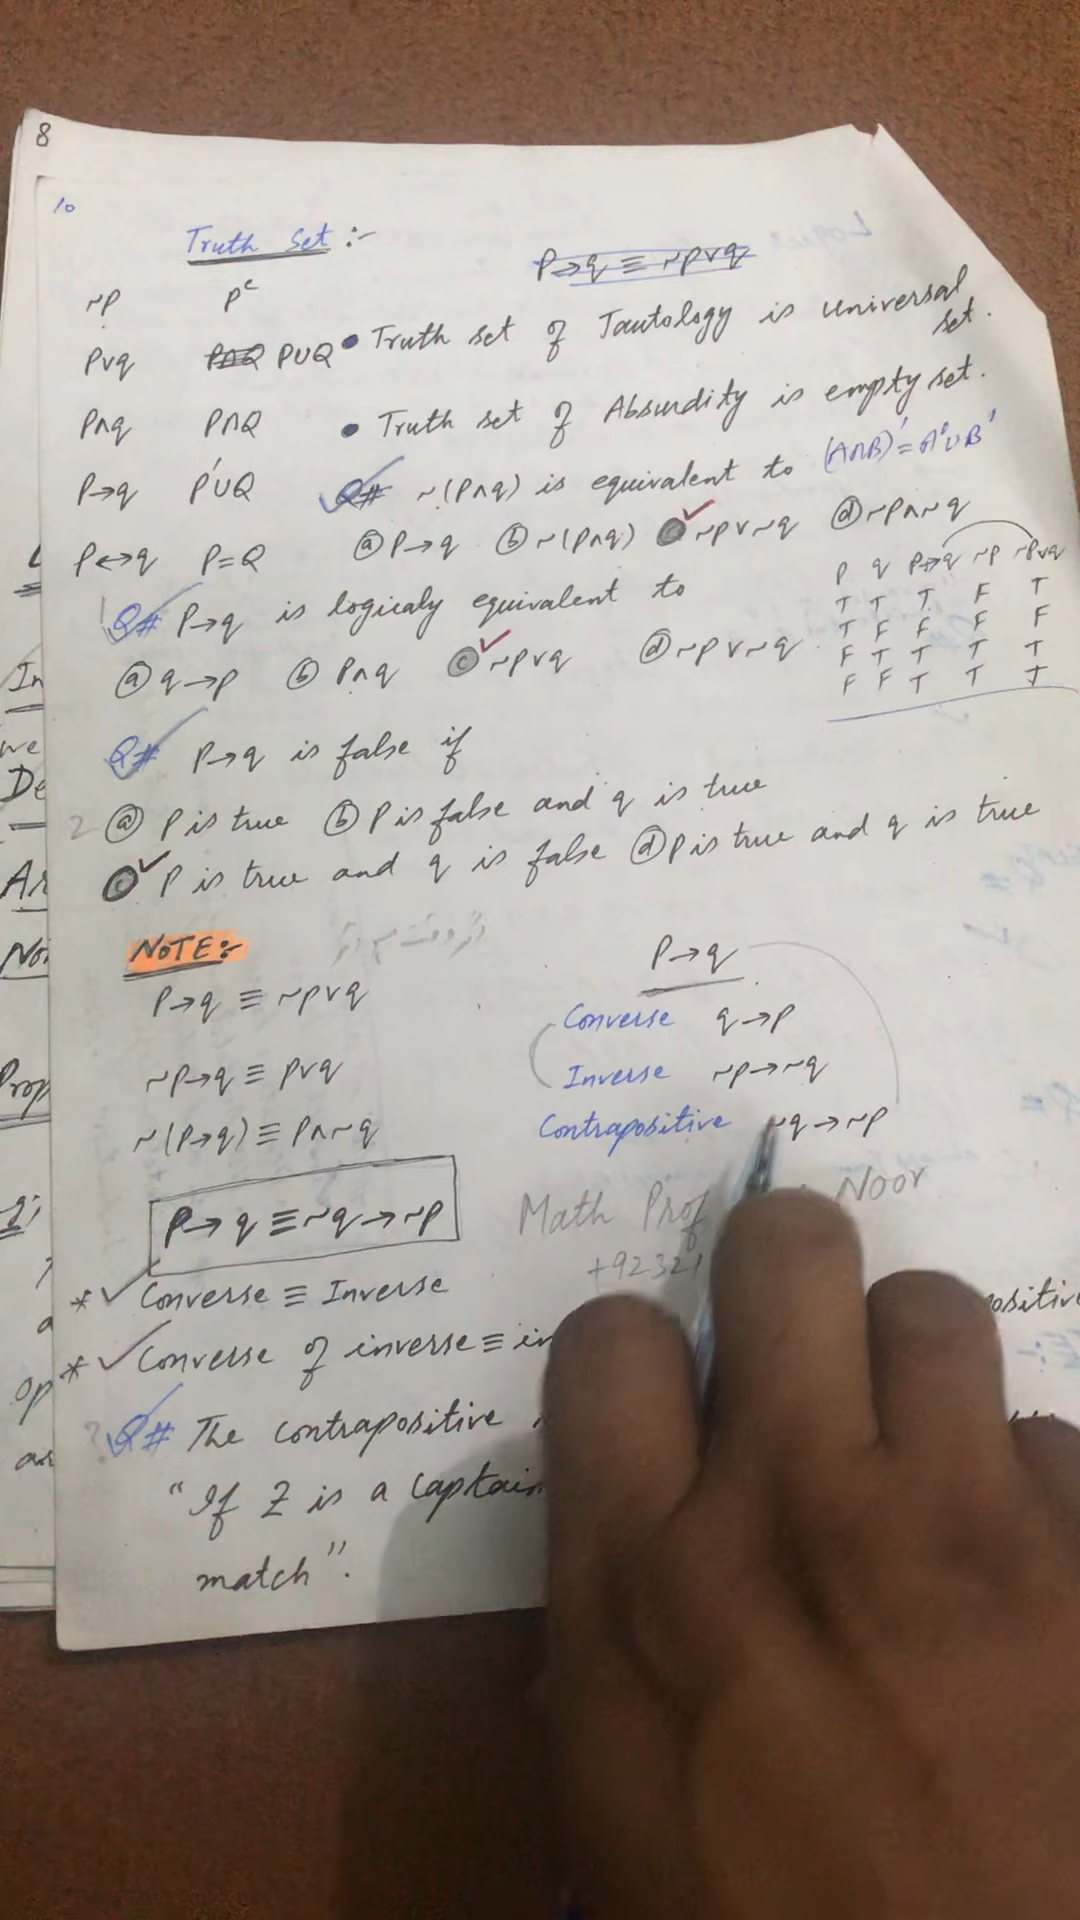 8
10
Truth Set :-
P→q ≡ ~p∨q
~p P^c
P∨q P∩Q P∪Q
• Truth set of Tautology is universal set.
P∧q P∩Q
• Truth set of Absurdity is empty set.
P→q P'∪Q
Q# ~(P∧q) is equivalent to (A∩B)' = A'∪B'
ⓐ P→q ⓑ ~(P∧q) ⓒ ~p∨~q ⓓ ~p∧~q
P↔q P=Q
P q P→q ~p ~p∨q
T T T F T
T F F F F
F T T T T
F F T T T
Q# P→q is logicaly equivalent to
ⓐ q→p ⓑ P∧q ⓒ ~p∨q ⓓ ~p∨~q
Q# P→q is false if
ⓐ P is true ⓑ P is false and q is true
ⓒ P is true and q is false ⓓ P is true and q is true
NOTE:-
P→q ≡ ~p∨q
~p→q ≡ p∨q
~(P→q) ≡ P∧~q
P→q ≡ ~q→~p
P→q
Converse q→p
Inverse ~p→~q
Contrapositive ~q→~p
Math Prof Noor
+92321
* Converse ≡ Inverse
* Converse of inverse ≡
Q# The contrapositive
"If Z is a captain
match".